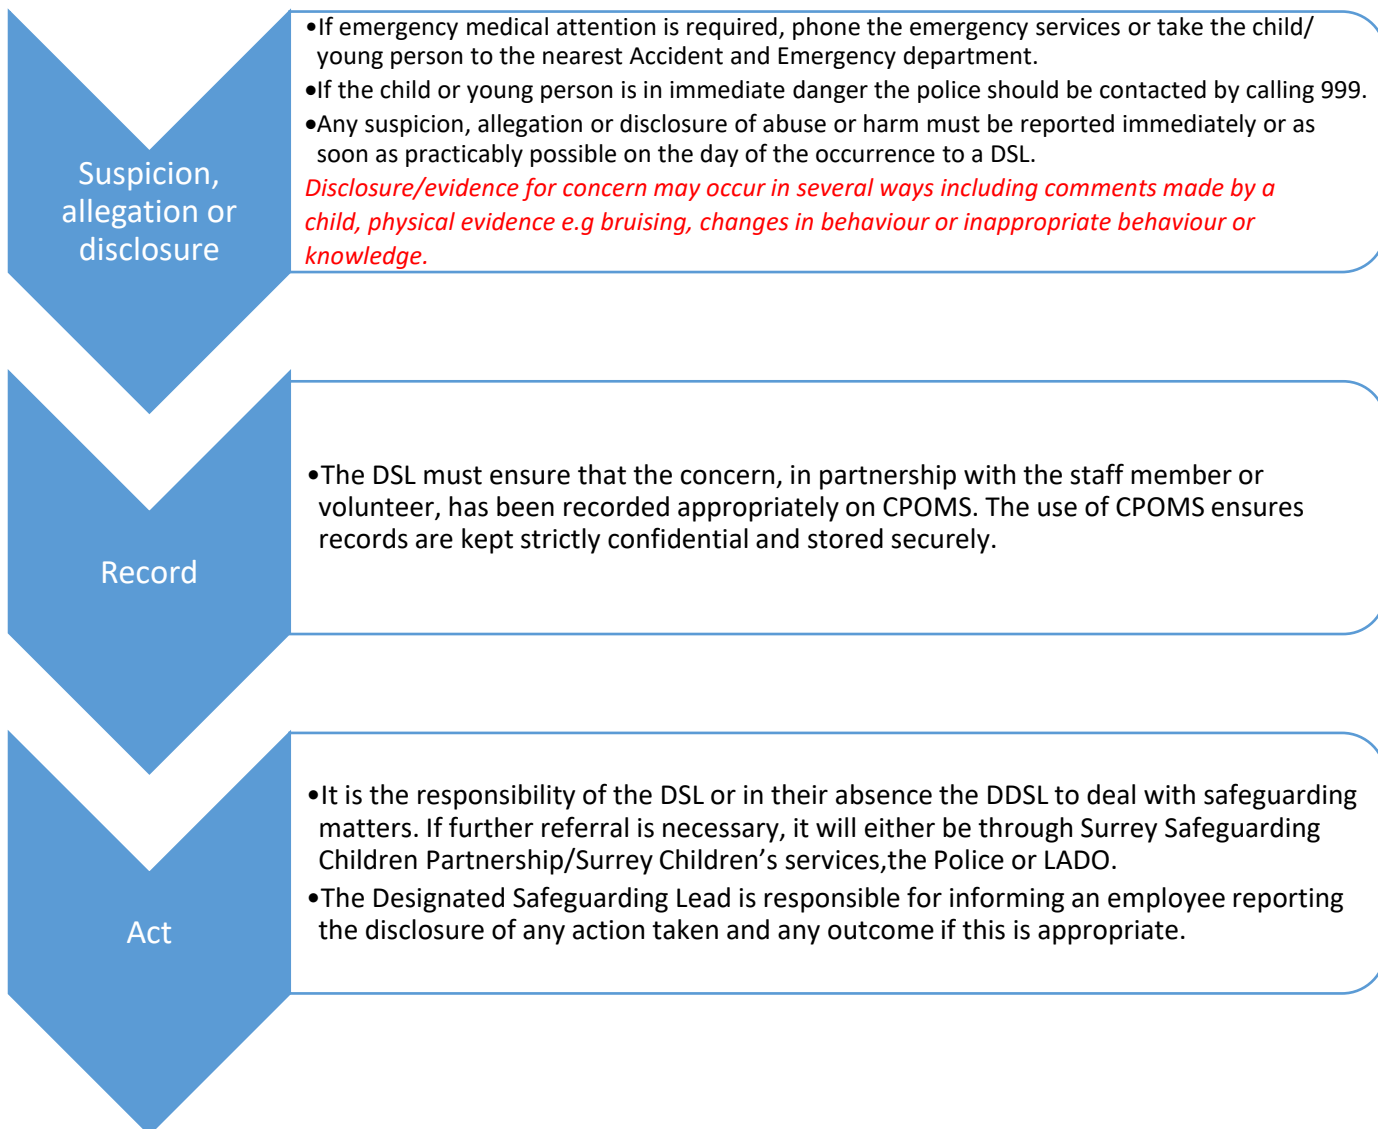 Suspicion,
allegation or
disclosure
•If emergency medical attention is required, phone the emergency services or take the child/
young person to the nearest Accident and Emergency department.
•If the child or young person is in immediate danger the police should be contacted by calling 999.
•Any suspicion, allegation or disclosure of abuse or harm must be reported immediately or as
soon as practicably possible on the day of the occurrence to a DSL.
Disclosure/evidence for concern may occur in several ways including comments made by a
child, physical evidence e.g bruising, changes in behaviour or inappropriate behaviour or
knowledge.
Record
•The DSL must ensure that the concern, in partnership with the staff member or
volunteer, has been recorded appropriately on CPOMS. The use of CPOMS ensures
records are kept strictly confidential and stored securely.
Act
•It is the responsibility of the DSL or in their absence the DDSL to deal with safeguarding
matters. If further referral is necessary, it will either be through Surrey Safeguarding
Children Partnership/Surrey Children’s services,the Police or LADO.
•The Designated Safeguarding Lead is responsible for informing an employee reporting
the disclosure of any action taken and any outcome if this is appropriate.